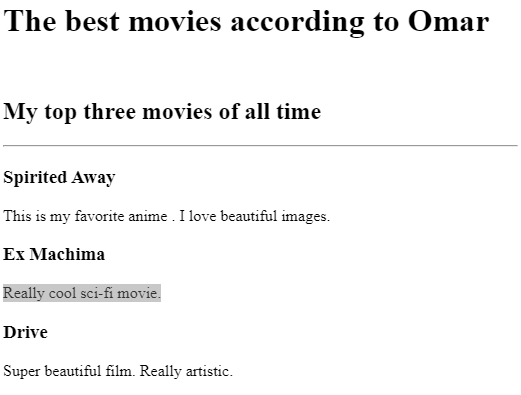 The best movies according to Omar
My top three movies of all time
Spirited Away
This is my favorite anime . I love beautiful images.
Ex Machima
Really cool sci-fi movie.
Drive
Super beautiful film. Really artistic.